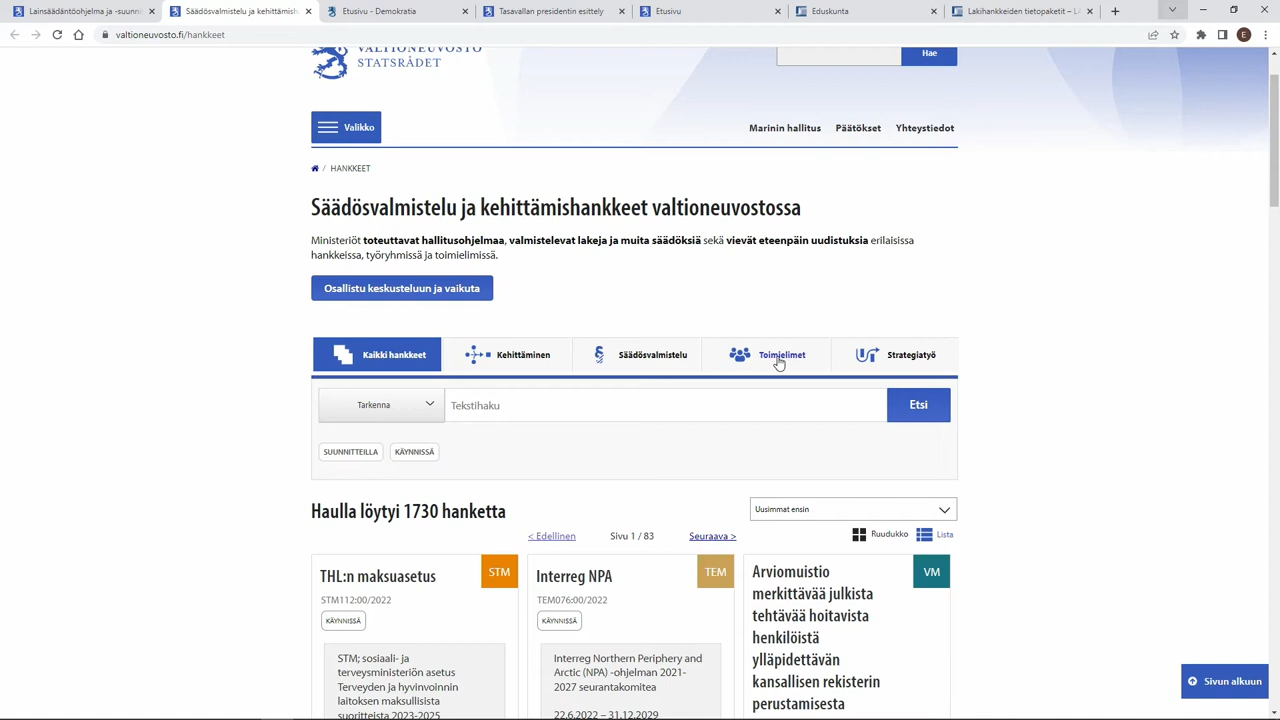 Lainsäädäntöohjelma ja -suunni
Säädösvalmistelu ja kehittämish
Etusivu - Demokratia
Tasavallan presidentin esittely
Etusivu
Eduskunta
Lakihankkeiden tietopaketit – L
valtioneuvosto.fi/hankkeet
E
VALTIONEUVOSTO
STATSRÅDET
Hae
Valikko
Marinin hallitus
Päätökset
Yhteystiedot
/ HANKKEET
Säädösvalmistelu ja kehittämishankkeet valtioneuvostossa
Ministeriöt toteuttavat hallitusohjelmaa, valmistelevat lakeja ja muita säädöksiä sekä vievät eteenpäin uudistuksia erilaisissa
hankkeissa, työryhmissä ja toimielimissä.
Osallistu keskusteluun ja vaikuta
Kaikki hankkeet
Kehittäminen
Säädösvalmistelu
Toimielimet
Strategiatyö
Tarkenna
Tekstihaku
Etsi
SUUNNITTEILLA
KÄYNNISSÄ
Haulla löytyi 1730 hanketta
Uusimmat ensin
< Edellinen
Sivu 1 / 83
Seuraava >
Ruudukko
Lista
THL:n maksuasetus
STM
STM112:00/2022
KÄYNNISSÄ
STM; sosiaali- ja
terveysministeriön asetus
Terveyden ja hyvinvoinnin
laitoksen maksullisista
suoritteista 2023-2025
Interreg NPA
TEM
TEM076:00/2022
KÄYNNISSÄ
Interreg Northern Periphery and
Arctic (NPA) -ohjelman 2021-
2027 seurantakomitea
22.6.2022 – 31.12.2029
Arviomuistio
merkittävää julkista
tehtävää hoitavista
henkilöistä
ylläpidettävän
kansallisen rekisterin
perustamisesta
VM
Sivun alkuun